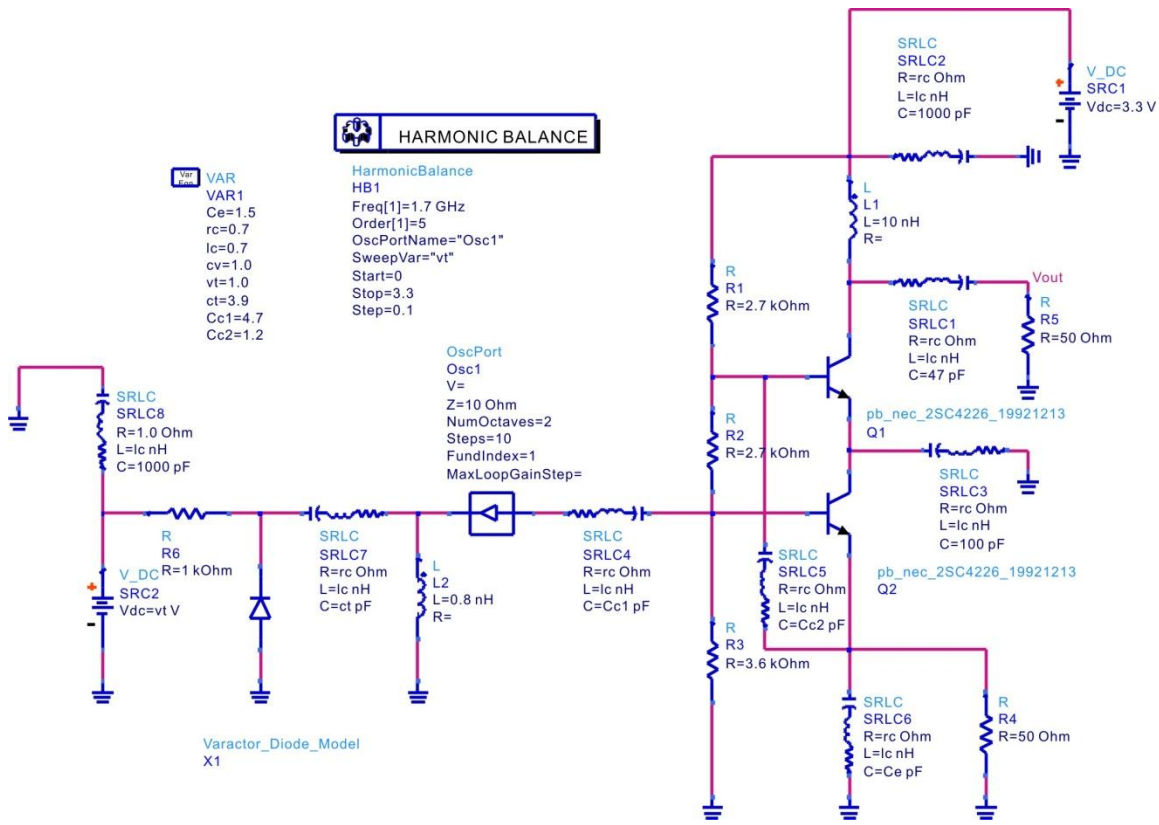 SRLC
SRLC2
R=rc Ohm
L=lc nH
C=1000 pF
V_DC
SRC1
Vdc=3.3 V
+
-
HARMONIC BALANCE
Var
Eqn
VAR
VAR1
Ce=1.5
rc=0.7
lc=0.7
cv=1.0
vt=1.0
ct=3.9
Cc1=4.7
Cc2=1.2
HarmonicBalance
HB1
Freq[1]=1.7 GHz
Order[1]=5
OscPortName="Osc1"
SweepVar="vt"
Start=0
Stop=3.3
Step=0.1
L
L1
L=10 nH
R=
R
R1
R=2.7 kOhm
SRLC
SRLC1
R=rc Ohm
L=lc nH
C=47 pF
Vout
R
R5
R=50 Ohm
OscPort
Osc1
V=
Z=10 Ohm
NumOctaves=2
Steps=10
FundIndex=1
MaxLoopGainStep=
SRLC
SRLC8
R=1.0 Ohm
L=lc nH
C=1000 pF
pb_nec_2SC4226_19921213
Q1
R
R2
R=2.7 kOhm
SRLC
SRLC3
R=rc Ohm
L=lc nH
C=100 pF
R
R6
R=1 kOhm
V_DC
SRC2
Vdc=vt V
+
-
SRLC
SRLC7
R=rc Ohm
L=lc nH
C=ct pF
L
L2
L=0.8 nH
R=
SRLC
SRLC4
R=rc Ohm
L=lc nH
C=Cc1 pF
SRLC
SRLC5
R=rc Ohm
L=lc nH
C=Cc2 pF
pb_nec_2SC4226_19921213
Q2
R
R3
R=3.6 kOhm
SRLC
SRLC6
R=rc Ohm
L=lc nH
C=Ce pF
R
R4
R=50 Ohm
Varactor_Diode_Model
X1